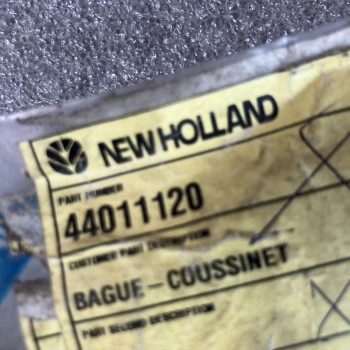 NEW HOLLAND
PART NUMBER
44011120
CUSTOMER PART DESCRIPTION
BAGUE-COUSSINET
PART SECOND DESCRIPTION